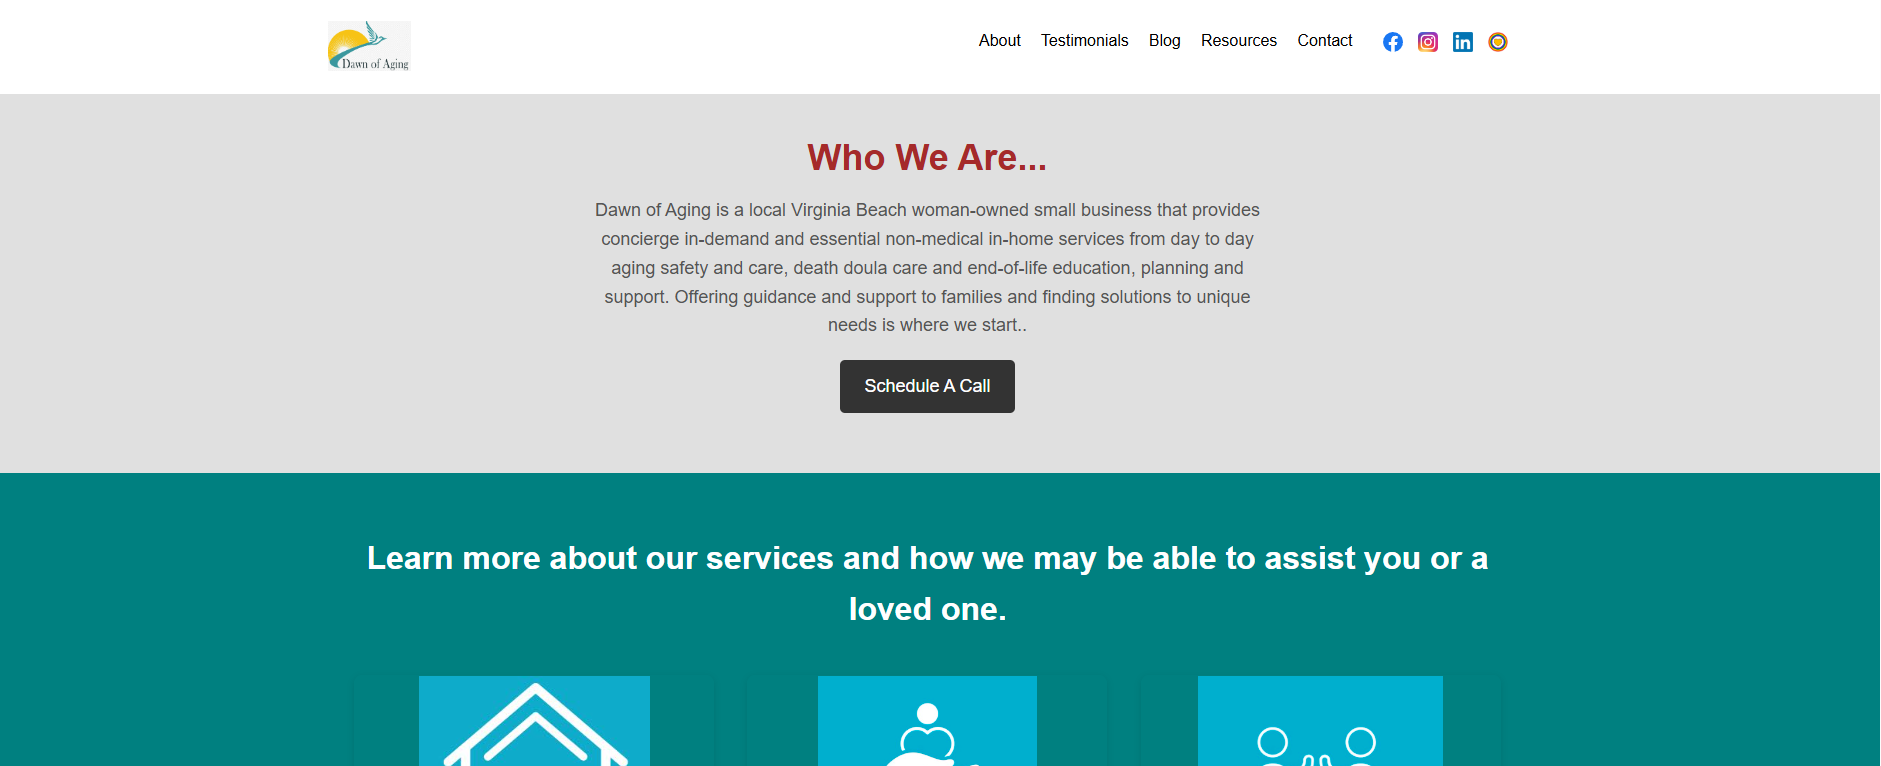 Dawn of Aging
About Testimonials Blog Resources Contact
Who We Are...
Dawn of Aging is a local Virginia Beach woman-owned small business that provides
concierge in-demand and essential non-medical in-home services from day to day
aging safety and care, death doula care and end-of-life education, planning and
support. Offering guidance and support to families and finding solutions to unique
needs is where we start..
Schedule A Call
Learn more about our services and how we may be able to assist you or a
loved one.